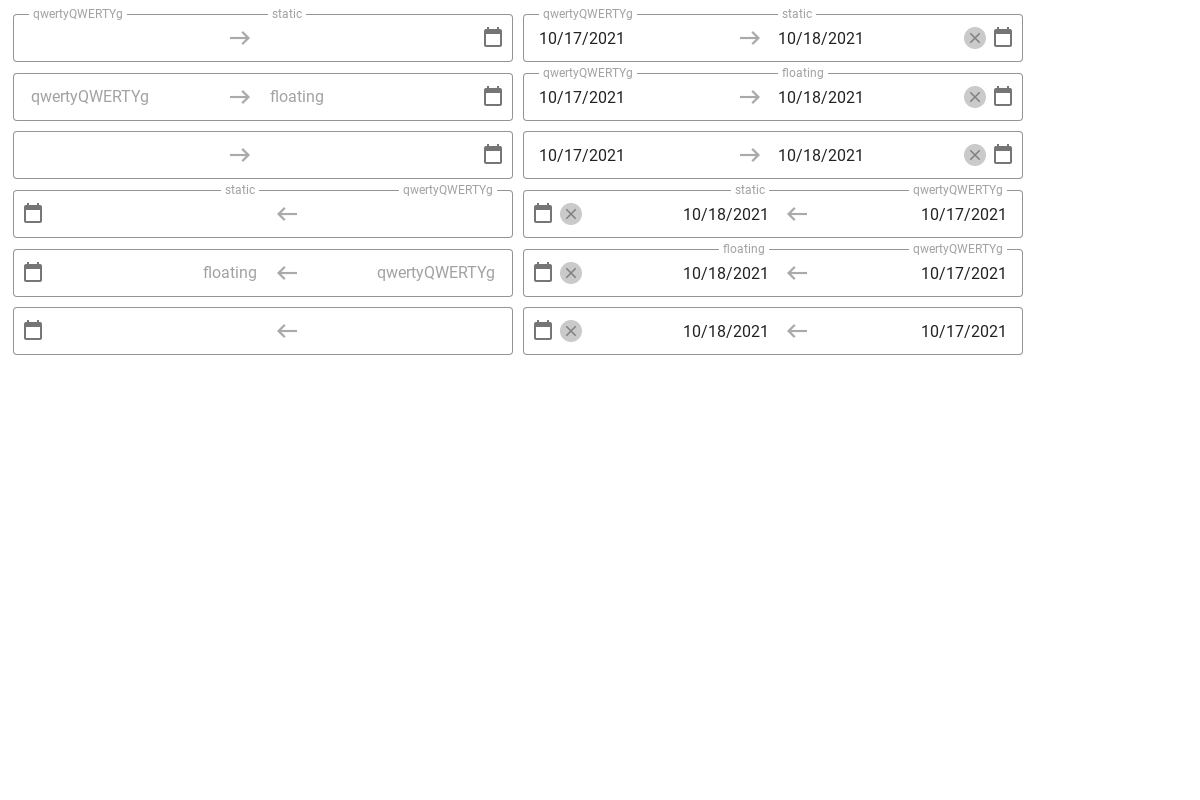 qwertyQWERTYg static qwertyQWERTYg static
10/17/2021 10/18/2021
qwertyQWERTYg floating
qwertyQWERTYg floating 10/17/2021 10/18/2021
10/17/2021 10/18/2021
static qwertyQWERTYg static qwertyQWERTYg
10/18/2021 10/17/2021
floating qwertyQWERTYg
floating qwertyQWERTYg 10/18/2021 10/17/2021
10/18/2021 10/17/2021